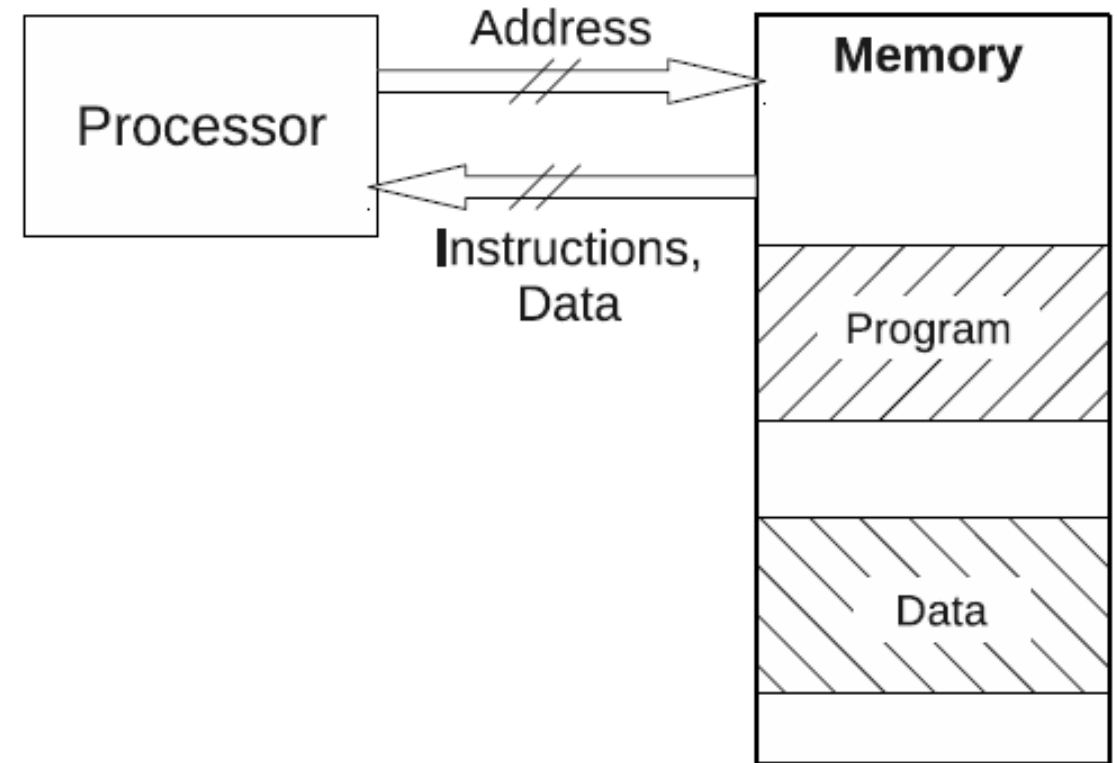 Address
Memory
Processor
Instructions,
Data
Program
Data